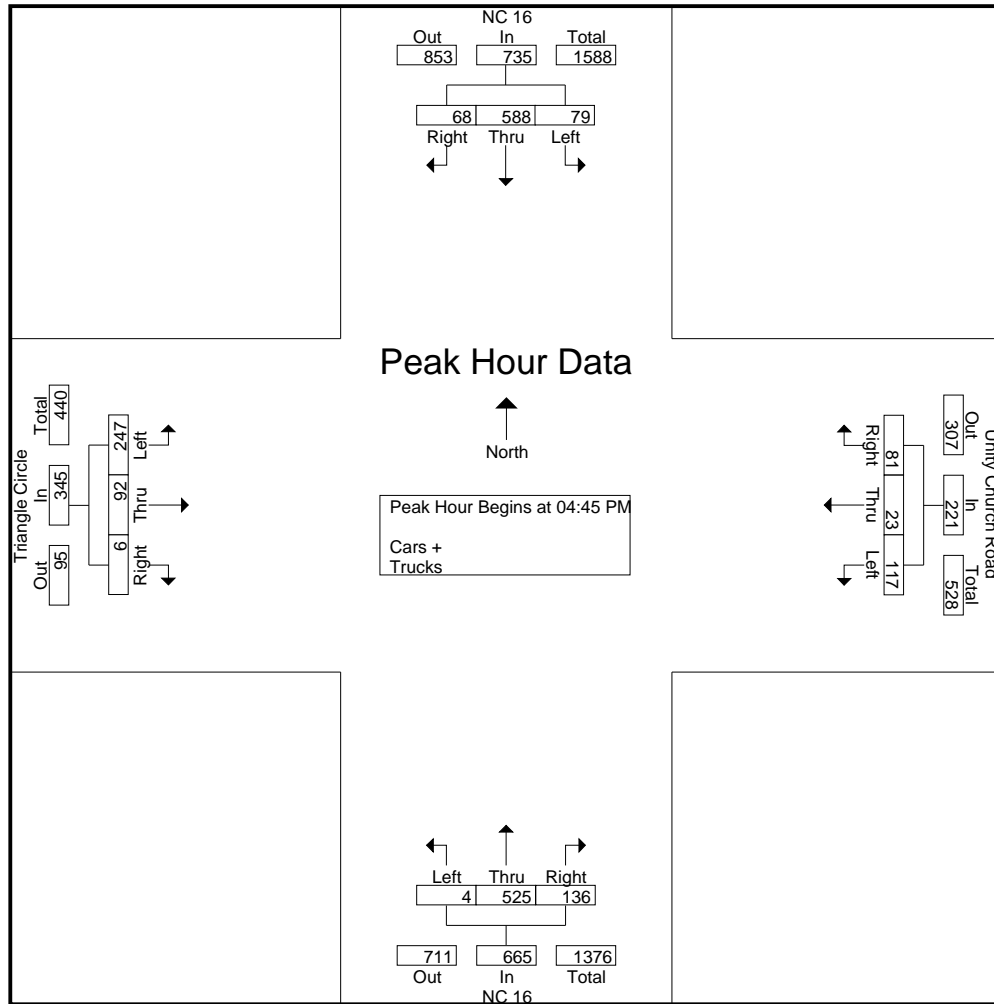 NC 16
Out In Total
853 735 1588
68 588 79
Right Thru Left
Peak Hour Data
North
Peak Hour Begins at 04:45 PM
Cars +
Trucks
Triangle Circle
Out In Total
95 345 440
6 92 247
Right Thru Left
Unity Church Road
Out In Total
307 221 528
81 23 117
Right Thru Left
Left Thru Right
4 525 136
711 665 1376
Out In Total
NC 16